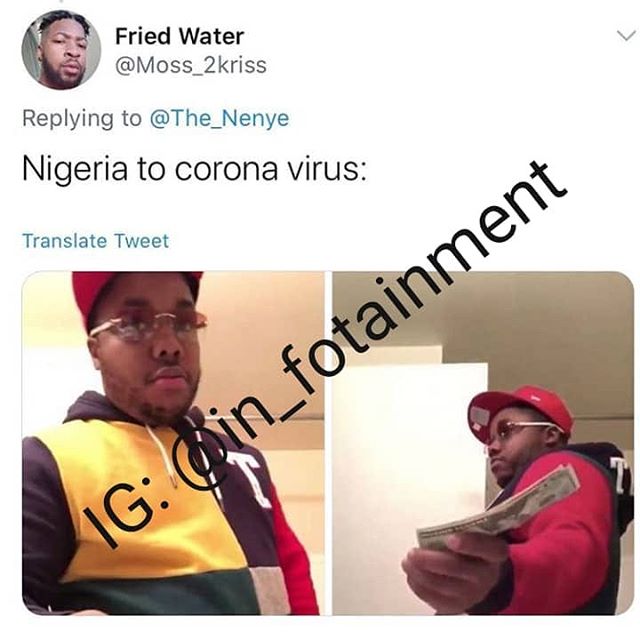 Fried Water
@Moss_2kriss
Replying to @The_Nenye
Nigeria to corona virus:
Translate Tweet
IG: @in_fotainment
T
T